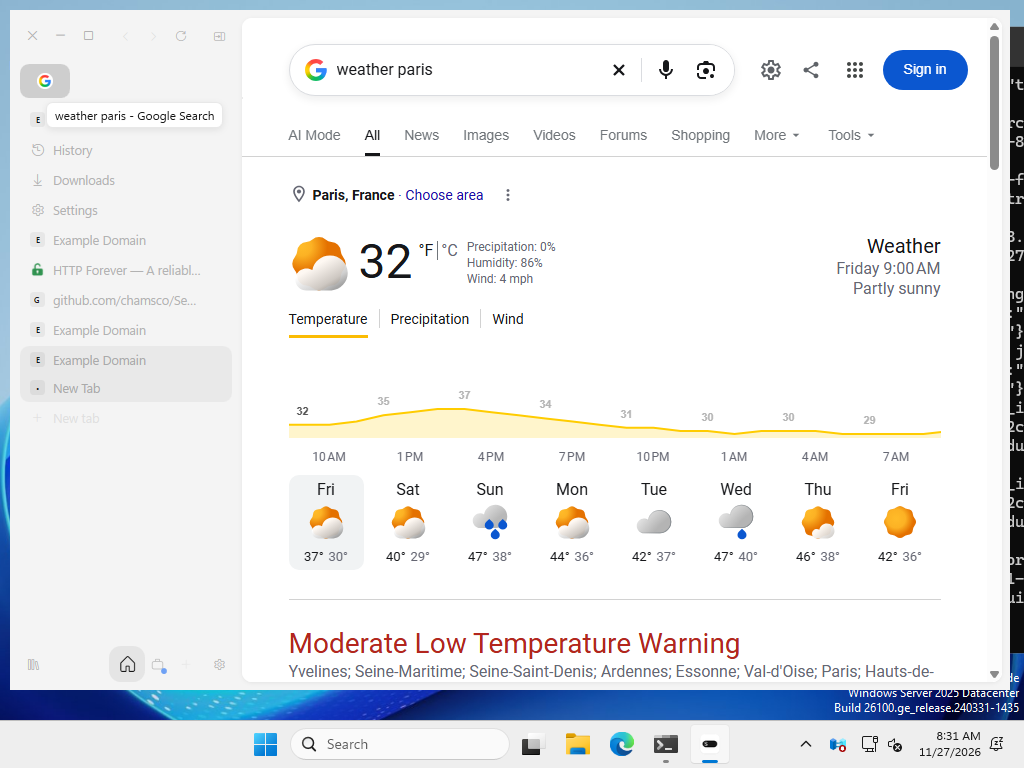 weather paris
Sign in
E
weather paris - Google Search
History
Downloads
Settings
E Example Domain
HTTP Forever — A reliabl...
G github.com/chamsco/Se...
E Example Domain
E Example Domain
New Tab
New tab
AI Mode All News Images Videos Forums Shopping More Tools
Paris, France · Choose area
32 °F | °C
Precipitation: 0%
Humidity: 86%
Wind: 4 mph
Weather
Friday 9:00 AM
Partly sunny
Temperature Precipitation Wind
32 35 37 34 31 30 30 29
10 AM 1 PM 4 PM 7 PM 10 PM 1 AM 4 AM 7 AM
Fri Sat Sun Mon Tue Wed Thu Fri
37° 30° 40° 29° 47° 38° 44° 36° 42° 37° 47° 40° 46° 38° 42° 36°
Moderate Low Temperature Warning
Yvelines; Seine-Maritime; Seine-Saint-Denis; Ardennes; Essonne; Val-d'Oise; Paris; Hauts-de-
Windows Server 2025 Datacenter
Build 26100.ge_release.240331-1435
Search
8:31 AM
11/27/2026